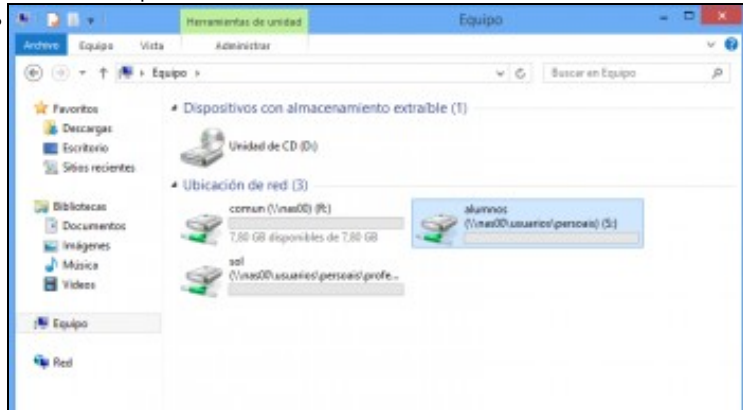 Herramientas de unidad
Equipo
Archivo
Equipo
Vista
Administrar
Equipo
Buscar en Equipo
Favoritos
Descargas
Escritorio
Sitios recientes
Bibliotecas
Documentos
Imágenes
Música
Vídeos
Equipo
Red
Dispositivos con almacenamiento extraíble (1)
Unidad de CD (D:)
Ubicación de red (3)
comun (\\nas00) (R:)
7,80 GB disponibles de 7,80 GB
alumnos
(\\nas00\usuarios\persoais) (S:)
sol
(\\nas00\usuarios\persoais\profe...